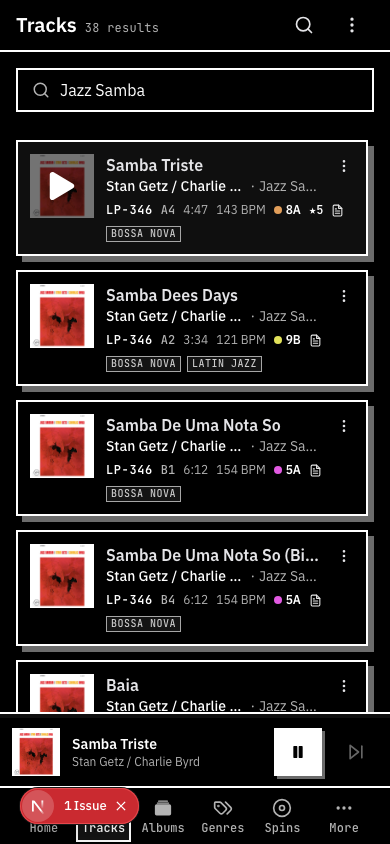 Tracks 38 results
Jazz Samba
Samba Triste
Stan Getz / Charlie ... · Jazz Sa...
LP-346 A4 4:47 143 BPM 8A ★5
BOSSA NOVA
Samba Dees Days
Stan Getz / Charlie ... · Jazz Sa...
LP-346 A2 3:34 121 BPM 9B
BOSSA NOVA LATIN JAZZ
Samba De Uma Nota So
Stan Getz / Charlie ... · Jazz Sa...
LP-346 B1 6:12 154 BPM 5A
BOSSA NOVA
Samba De Uma Nota So (Bi...
Stan Getz / Charlie ... · Jazz Sa...
LP-346 B4 6:12 154 BPM 5A
BOSSA NOVA
Baia
Stan Getz / Charlie ... · Jazz Sa...
Samba Triste
Stan Getz / Charlie Byrd
N 1 Issue
Home Tracks Albums Genres Spins More